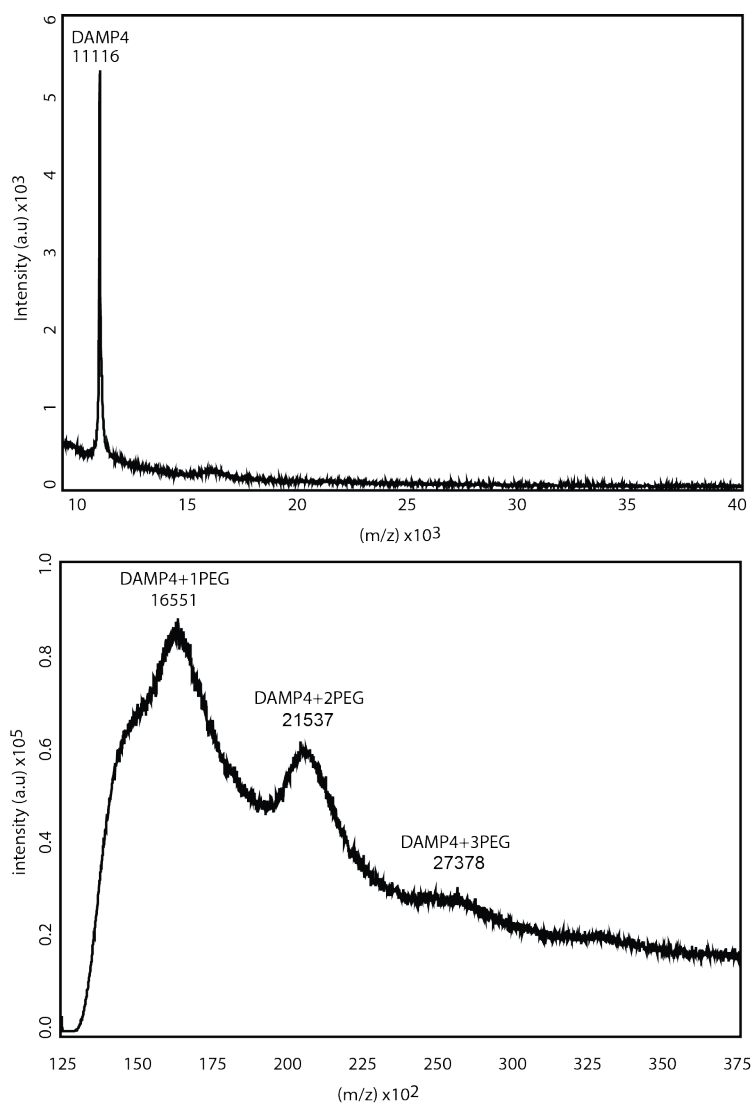 6
DAMP4
11116
5
4
3
2
1
0
Intensity (a.u) x103
10 15 20 25 30 35 40
(m/z) x103
1.0
DAMP4+1PEG
16551
0.8
DAMP4+2PEG
21537
0.6
DAMP4+3PEG
27378
0.4
0.2
0.0
intensity (a.u) x105
125 150 175 200 225 250 300 350 375
(m/z) x102